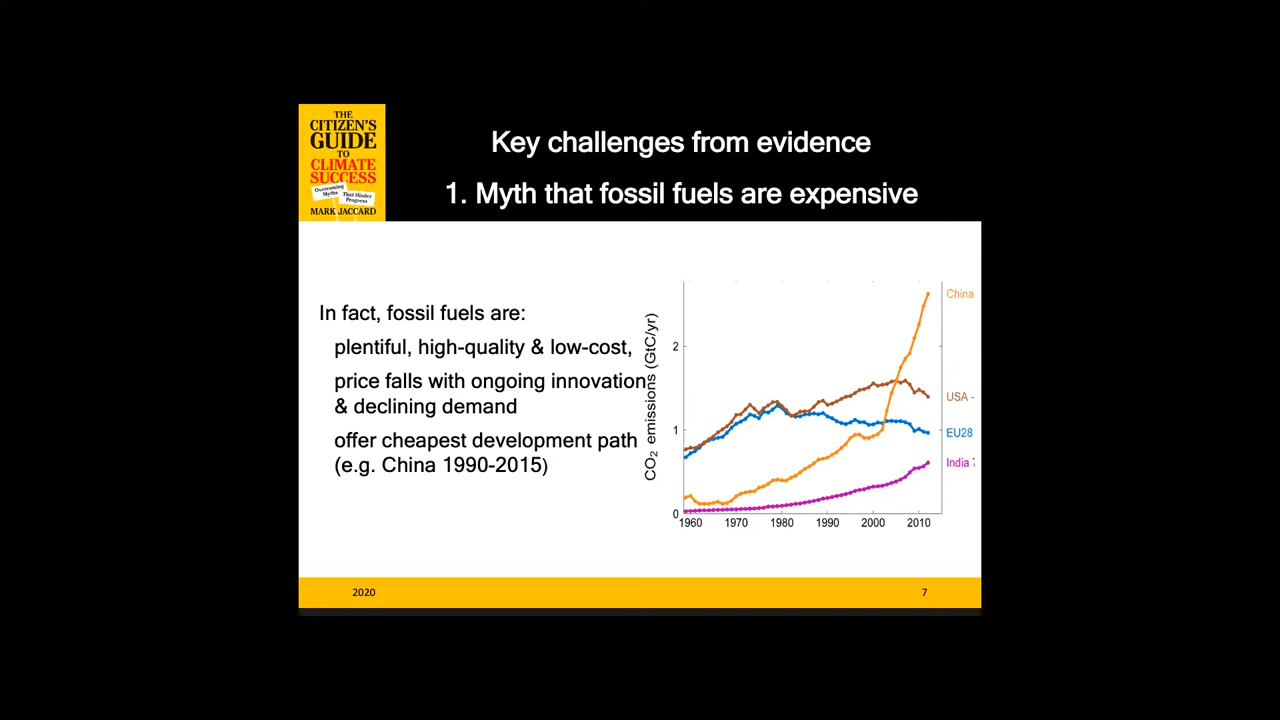 THE
CITIZEN'S
GUIDE
TO
CLIMATE
SUCCESS
Overcoming
Myths
That Hinder
Progress
MARK JACCARD
Key challenges from evidence
1. Myth that fossil fuels are expensive
In fact, fossil fuels are:
plentiful, high-quality & low-cost,
price falls with ongoing innovation
& declining demand
offer cheapest development path
(e.g. China 1990-2015)
CO2 emissions (GtC/yr)
2
1
0
1960 1970 1980 1990 2000 2010
China
USA -
EU28
India 7
2020
7